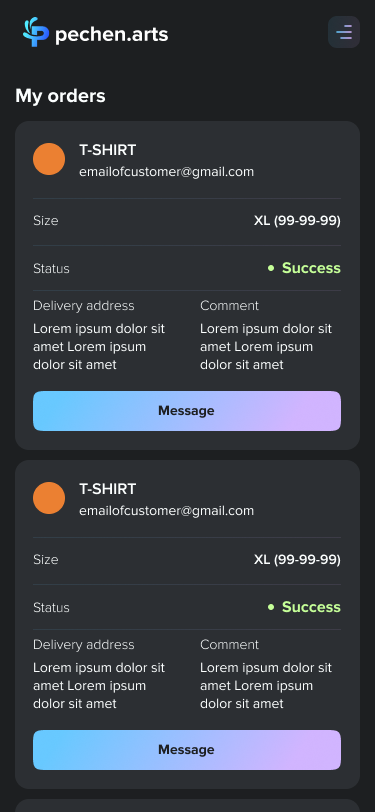 pechen.arts
My orders
T-SHIRT
emailofcustomer@gmail.com
Size XL (99-99-99)
Status Success
Delivery address Comment
Lorem ipsum dolor sit Lorem ipsum dolor sit
amet Lorem ipsum amet Lorem ipsum
dolor sit amet dolor sit amet
Message
T-SHIRT
emailofcustomer@gmail.com
Size XL (99-99-99)
Status Success
Delivery address Comment
Lorem ipsum dolor sit Lorem ipsum dolor sit
amet Lorem ipsum amet Lorem ipsum
dolor sit amet dolor sit amet
Message